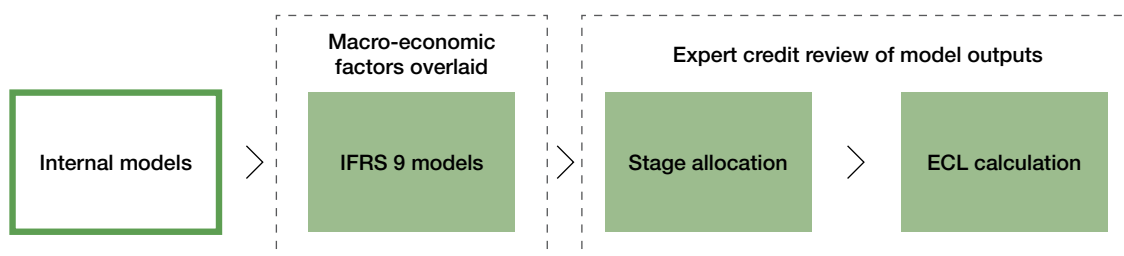 Macro-economic
factors overlaid
Expert credit review of model outputs
Internal models
IFRS 9 models
Stage allocation
ECL calculation